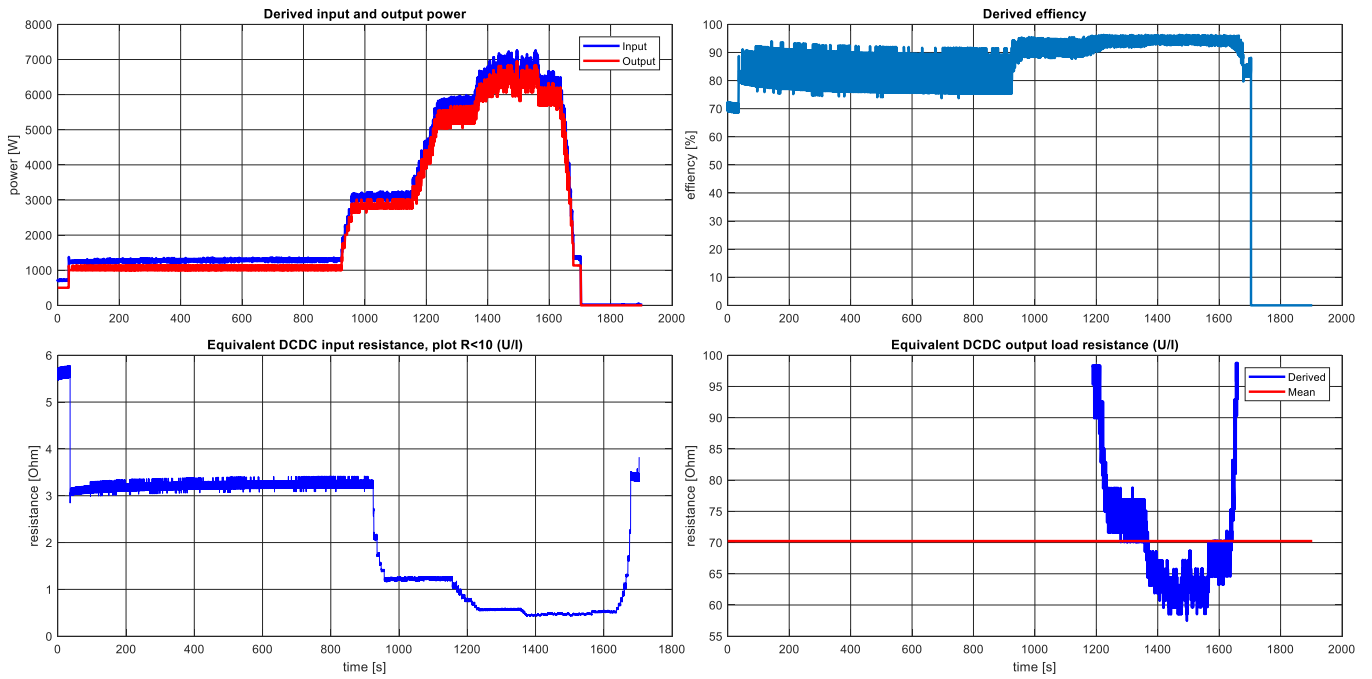 Derived input and output power
8000
7000
6000
5000
4000
3000
2000
1000
0
power [W]
0 200 400 600 800 1000 1200 1400 1600 1800 2000
Input
Output
Derived effiency
100
90
80
70
60
50
40
30
20
10
0
effiency [%]
0 200 400 600 800 1000 1200 1400 1600 1800 2000
Equivalent DCDC input resistance, plot R<10 (U/I)
6
5
4
3
2
1
0
resistance [Ohm]
0 200 400 600 800 1000 1200 1400 1600 1800
time [s]
Equivalent DCDC output load resistance (U/I)
100
95
90
85
80
75
70
65
60
55
resistance [Ohm]
0 200 400 600 800 1000 1200 1400 1600 1800 2000
time [s]
Derived
Mean